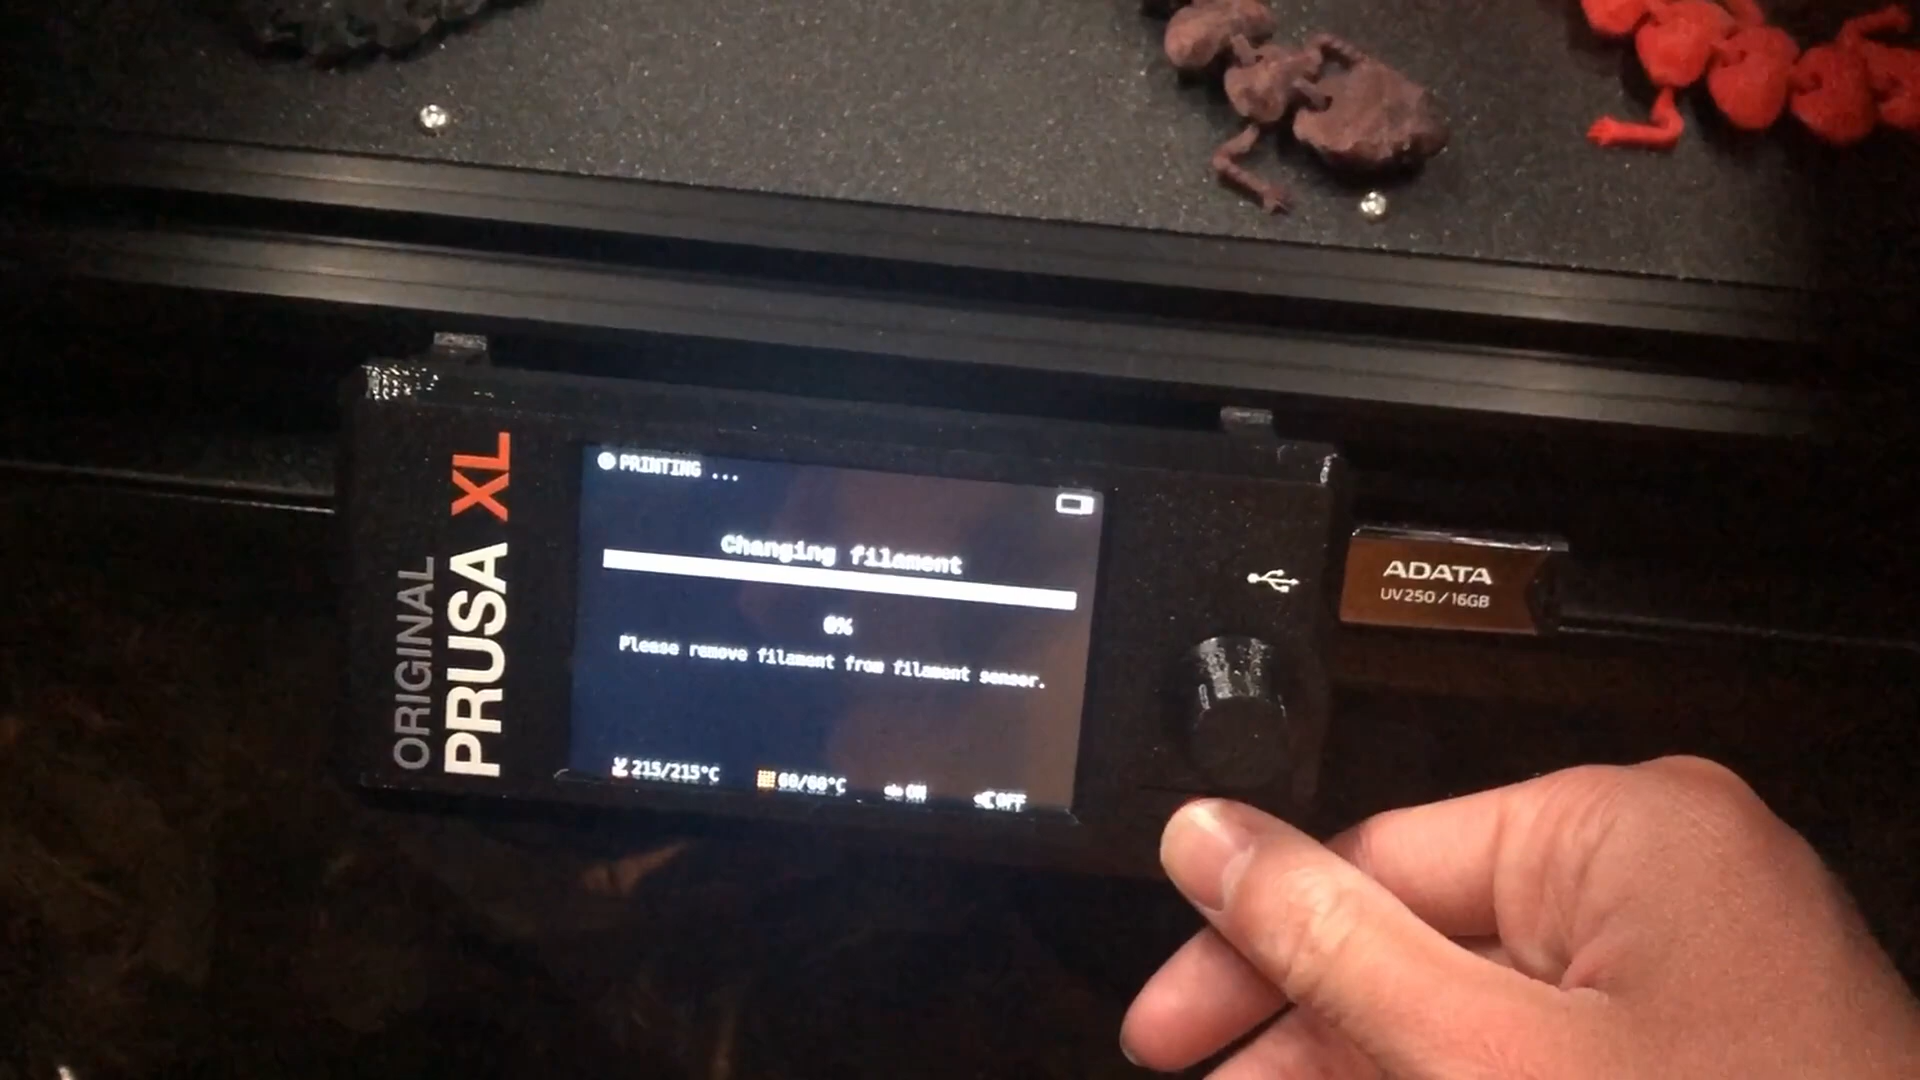 ORIGINAL
PRUSA XL
PRINTING ...
Changing filament
0%
Please remove filament from filament sensor.
215/215°C
60/60°C
ON
OFF
ADATA
UV250/16GB